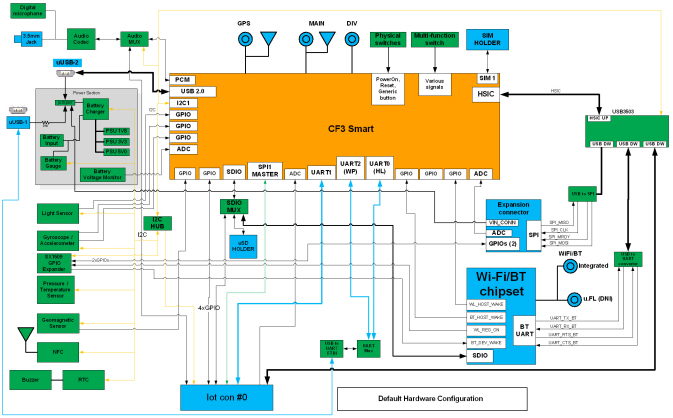 Digital
microphone
3.5mm
Jack
Audio
Codec
Audio
MUX
GPS
MAIN
DIV
Physical
switches
Multi-function
switch
SIM
HOLDER
uUSB-2
uUSB-1
Power Section
Battery
Charger
PSU 1V8
PSU 3V3
PSU 5V0
Battery
Input
Battery
Gauge
Battery
Voltage Monitor
PCM
USB 2.0
I2C1
GPIO
GPIO
GPIO
ADC
I2C
CF3 Smart
PowerOn,
Reset,
Generic
button
Various
signals
SIM 1
HSIC
HSIC
USB3503
HSIC UP
USB DW
USB DW
USB DW
GPIO
GPIO
SDIO
SPI1
MASTER
ADC
UART1
UART2
(WP)
UART0
(HL)
GPIO
GPIO
GPIO
ADC
Light Sensor
Gyroscope /
Accelerometer
SX1509
GPIO
Expander
Pressure /
Temperature
Sensor
Geomagnetic
Sensor
NFC
Buzzer
RTC
I2C
HUB
I2C
I2C
2xGPIOs
4xGPIO
SDIO
MUX
uSD
HOLDER
Expansion
connector
VIN_CONN
ADC
GPIOs (2)
SPI
SPI_MISO
SPI_CLK
SPI_MRDY
SPI_MOSI
USB to SPI
USB to
UART
converter
Wi-Fi/BT
chipset
WL_HOST_WAKE
BT_HOST_WAKE
WL_REG_ON
BT_DEV_WAKE
SDIO
BT
UART
WiFi/BT
Integrated
u.FL (DNI)
UART_TX_BT
UART_RX_BT
UART_RTS_BT
UART_CTS_BT
USB to
UART
UART
Mux
Iot con #0
Default Hardware Configuration